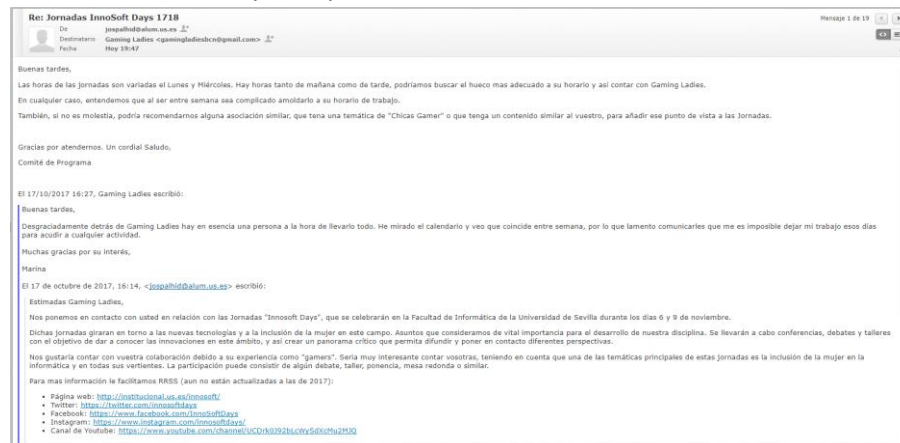 Re: Jornadas InnoSoft Days 1718
Mensaje 1 de 19
De jospalhid@alum.us.es
Destinatario Gaming Ladies <gamingladiesbcn@gmail.com>
Fecha Hoy 19:47
Buenas tardes,
Las horas de las jornadas son variadas el Lunes y Miércoles. Hay horas tanto de mañana como de tarde, podríamos buscar el hueco mas adecuado a su horario y así contar con Gaming Ladies.
En cualquier caso, entendemos que al ser entre semana sea complicado amoldarlo a su horario de trabajo.
También, si no es molestia, podría recomendarnos alguna asociación similar, que tena una temática de "Chicas Gamer" o que tenga un contenido similar al vuestro, para añadir ese punto de vista a las Jornadas.
Gracias por atendernos. Un cordial Saludo,
Comité de Programa
El 17/10/2017 16:27, Gaming Ladies escribió:
Buenas tardes,
Desgraciadamente detrás de Gaming Ladies hay en esencia una persona a la hora de llevarlo todo. He mirado el calendario y veo que coincide entre semana, por lo que lamento comunicarles que me es imposible dejar mi trabajo esos días
para acudir a cualquier actividad.
Muchas gracias por su interés,
Marina
El 17 de octubre de 2017, 16:14, <jospalhid@alum.us.es> escribió:
Estimadas Gaming Ladies,
Nos ponemos en contacto con usted en relación con las Jornadas "Innosoft Days", que se celebrarán en la Facultad de Informática de la Universidad de Sevilla durante los días 6 y 9 de noviembre.
Dichas jornadas giraran en torno a las nuevas tecnologías y a la inclusión de la mujer en este campo. Asuntos que consideramos de vital importancia para el desarrollo de nuestra disciplina. Se llevarán a cabo conferencias, debates y talleres
con el objetivo de dar a conocer las innovaciones en este ámbito, y así crear un panorama crítico que permita difundir y poner en contacto diferentes perspectivas.
Nos gustaría contar con vuestra colaboración debido a su experiencia como "gamers". Sería muy interesante contar vosotras, teniendo en cuenta que una de las temáticas principales de estas jornadas es la inclusión de la mujer en la
informática y en todas sus vertientes. La participación puede consistir de algún debate, taller, ponencia, mesa redonda o similar.
Para mas información le facilitamos RRSS (aun no están actualizadas a las de 2017):
• Página web: http://institucional.us.es/innosoft/
• Twitter: https://twitter.com/innosoftdays
• Facebook: https://www.facebook.com/InnoSoftDays
• Instagram: https://www.instagram.com/innosoftdays/
• Canal de Youtube: